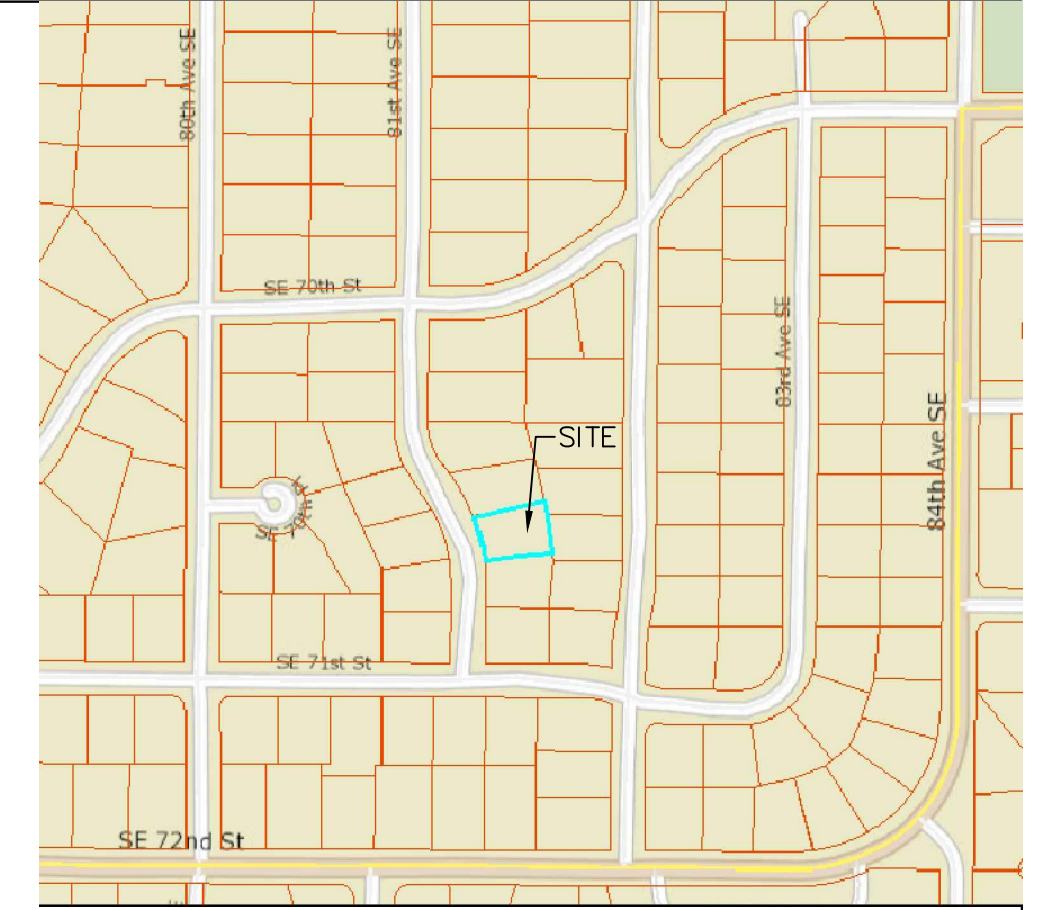 80th Ave SE
81st Ave SE
SE 70th St
83rd Ave SE
84th Ave SE
SITE
SE 71st St
SE 72nd St